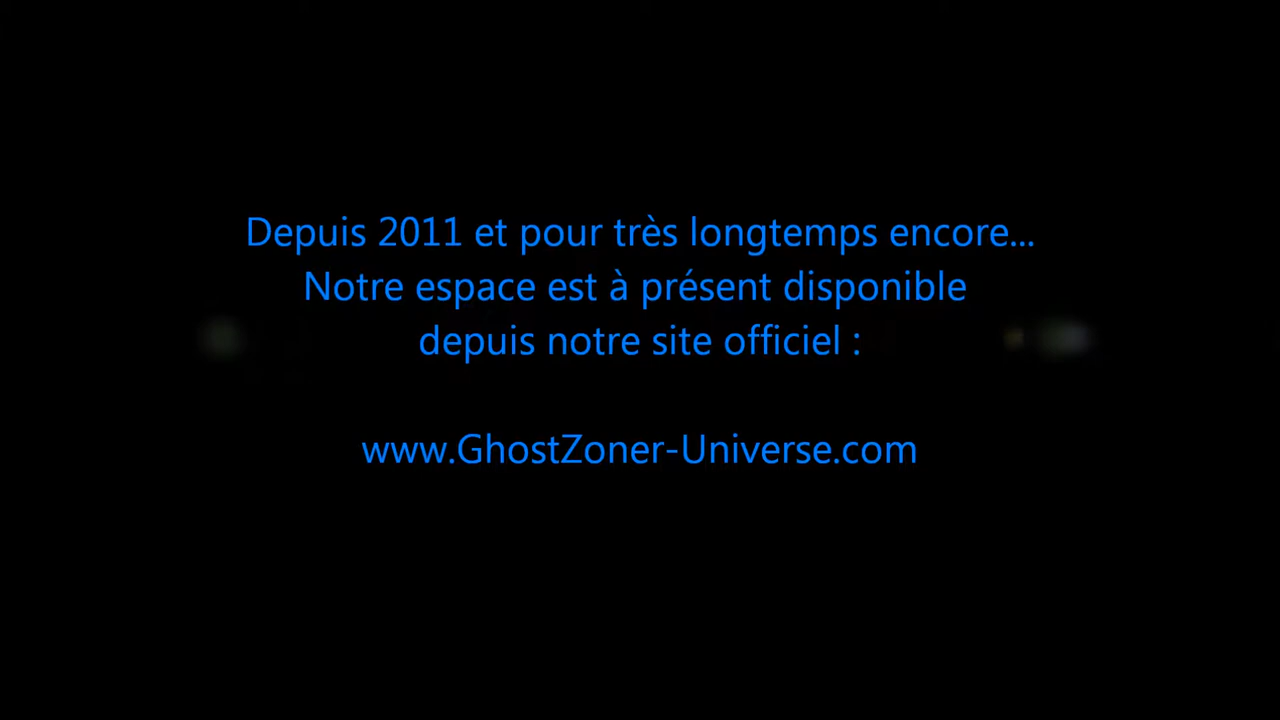 Depuis 2011 et pour très longtemps encore...
Notre espace est à présent disponible
depuis notre site officiel :
www.GhostZoner-Universe.com